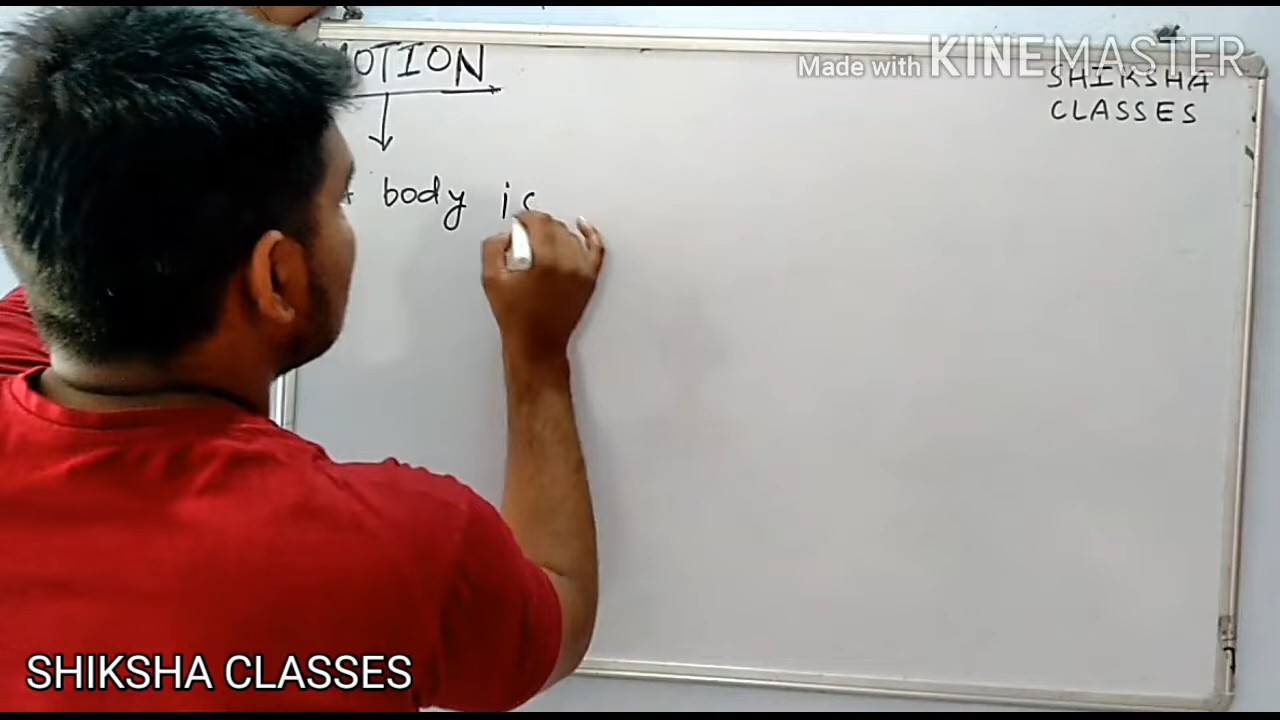 OTION
body is
Made with KINEMASTER
SHIKSHA
CLASSES
SHIKSHA CLASSES